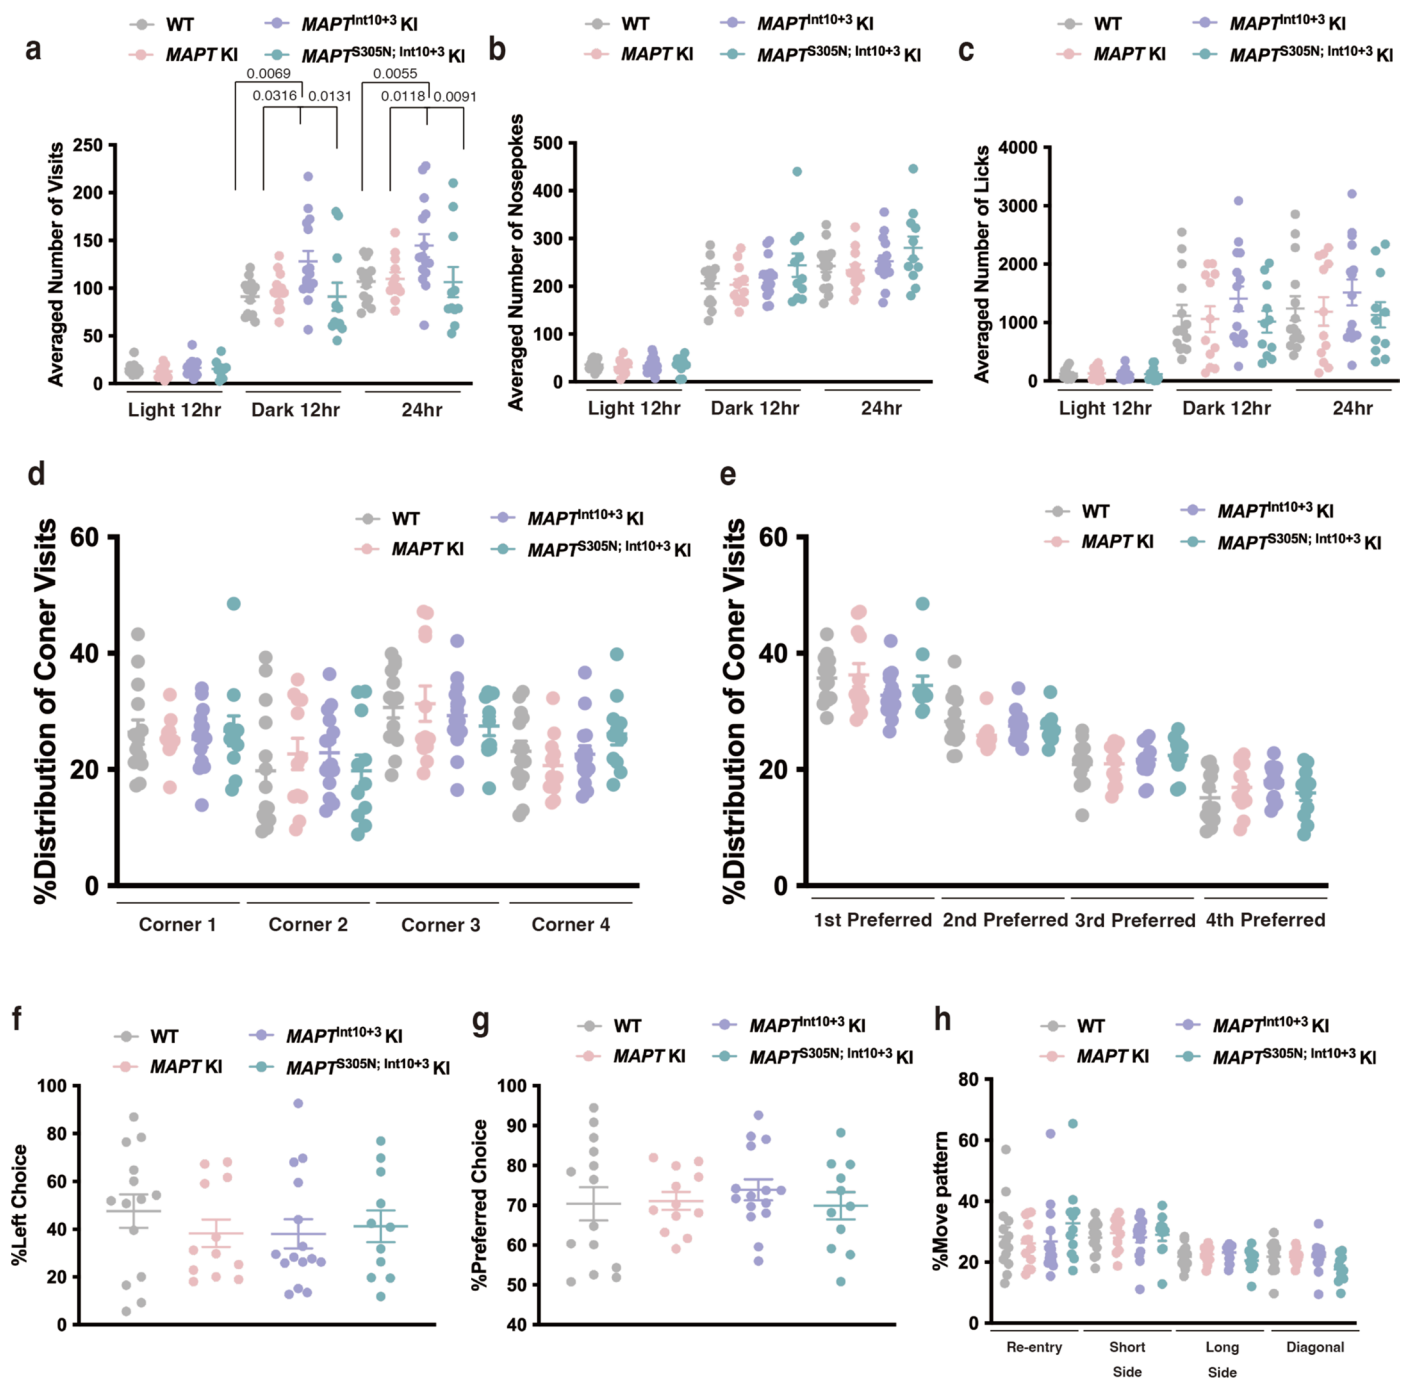 a
WT
MAPT KI
MAPTInt10+3 KI
MAPTS305N; Int10+3 KI
0.0069
0.0316
0.0131
0.0055
0.0118
0.0091
Averaged Number of Visits
250
200
150
100
50
0
Light 12hr
Dark 12hr
24hr
b
WT
MAPT KI
MAPTInt10+3 KI
MAPTS305N; Int10+3 KI
Averaged Number of Nosepokes
500
400
300
200
100
0
Light 12hr
Dark 12hr
24hr
c
WT
MAPT KI
MAPTInt10+3 KI
MAPTS305N; Int10+3 KI
Averaged Number of Licks
4000
3000
2000
1000
0
Light 12hr
Dark 12hr
24hr
d
WT
MAPT KI
MAPTInt10+3 KI
MAPTS305N; Int10+3 KI
%Distribution of Coner Visits
60
40
20
0
Corner 1
Corner 2
Corner 3
Corner 4
e
WT
MAPT KI
MAPTInt10+3 KI
MAPTS305N; Int10+3 KI
%Distribution of Coner Visits
60
40
20
0
1st Preferred
2nd Preferred
3rd Preferred
4th Preferred
f
WT
MAPT KI
MAPTInt10+3 KI
MAPTS305N; Int10+3 KI
%Left Choice
100
80
60
40
20
0
g
WT
MAPT KI
MAPTInt10+3 KI
MAPTS305N; Int10+3 KI
%Preferred Choice
100
90
80
70
60
50
40
h
WT
MAPT KI
MAPTInt10+3 KI
MAPTS305N; Int10+3 KI
%Move pattern
80
60
40
20
0
Re-entry
Short
Side
Long
Side
Diagonal